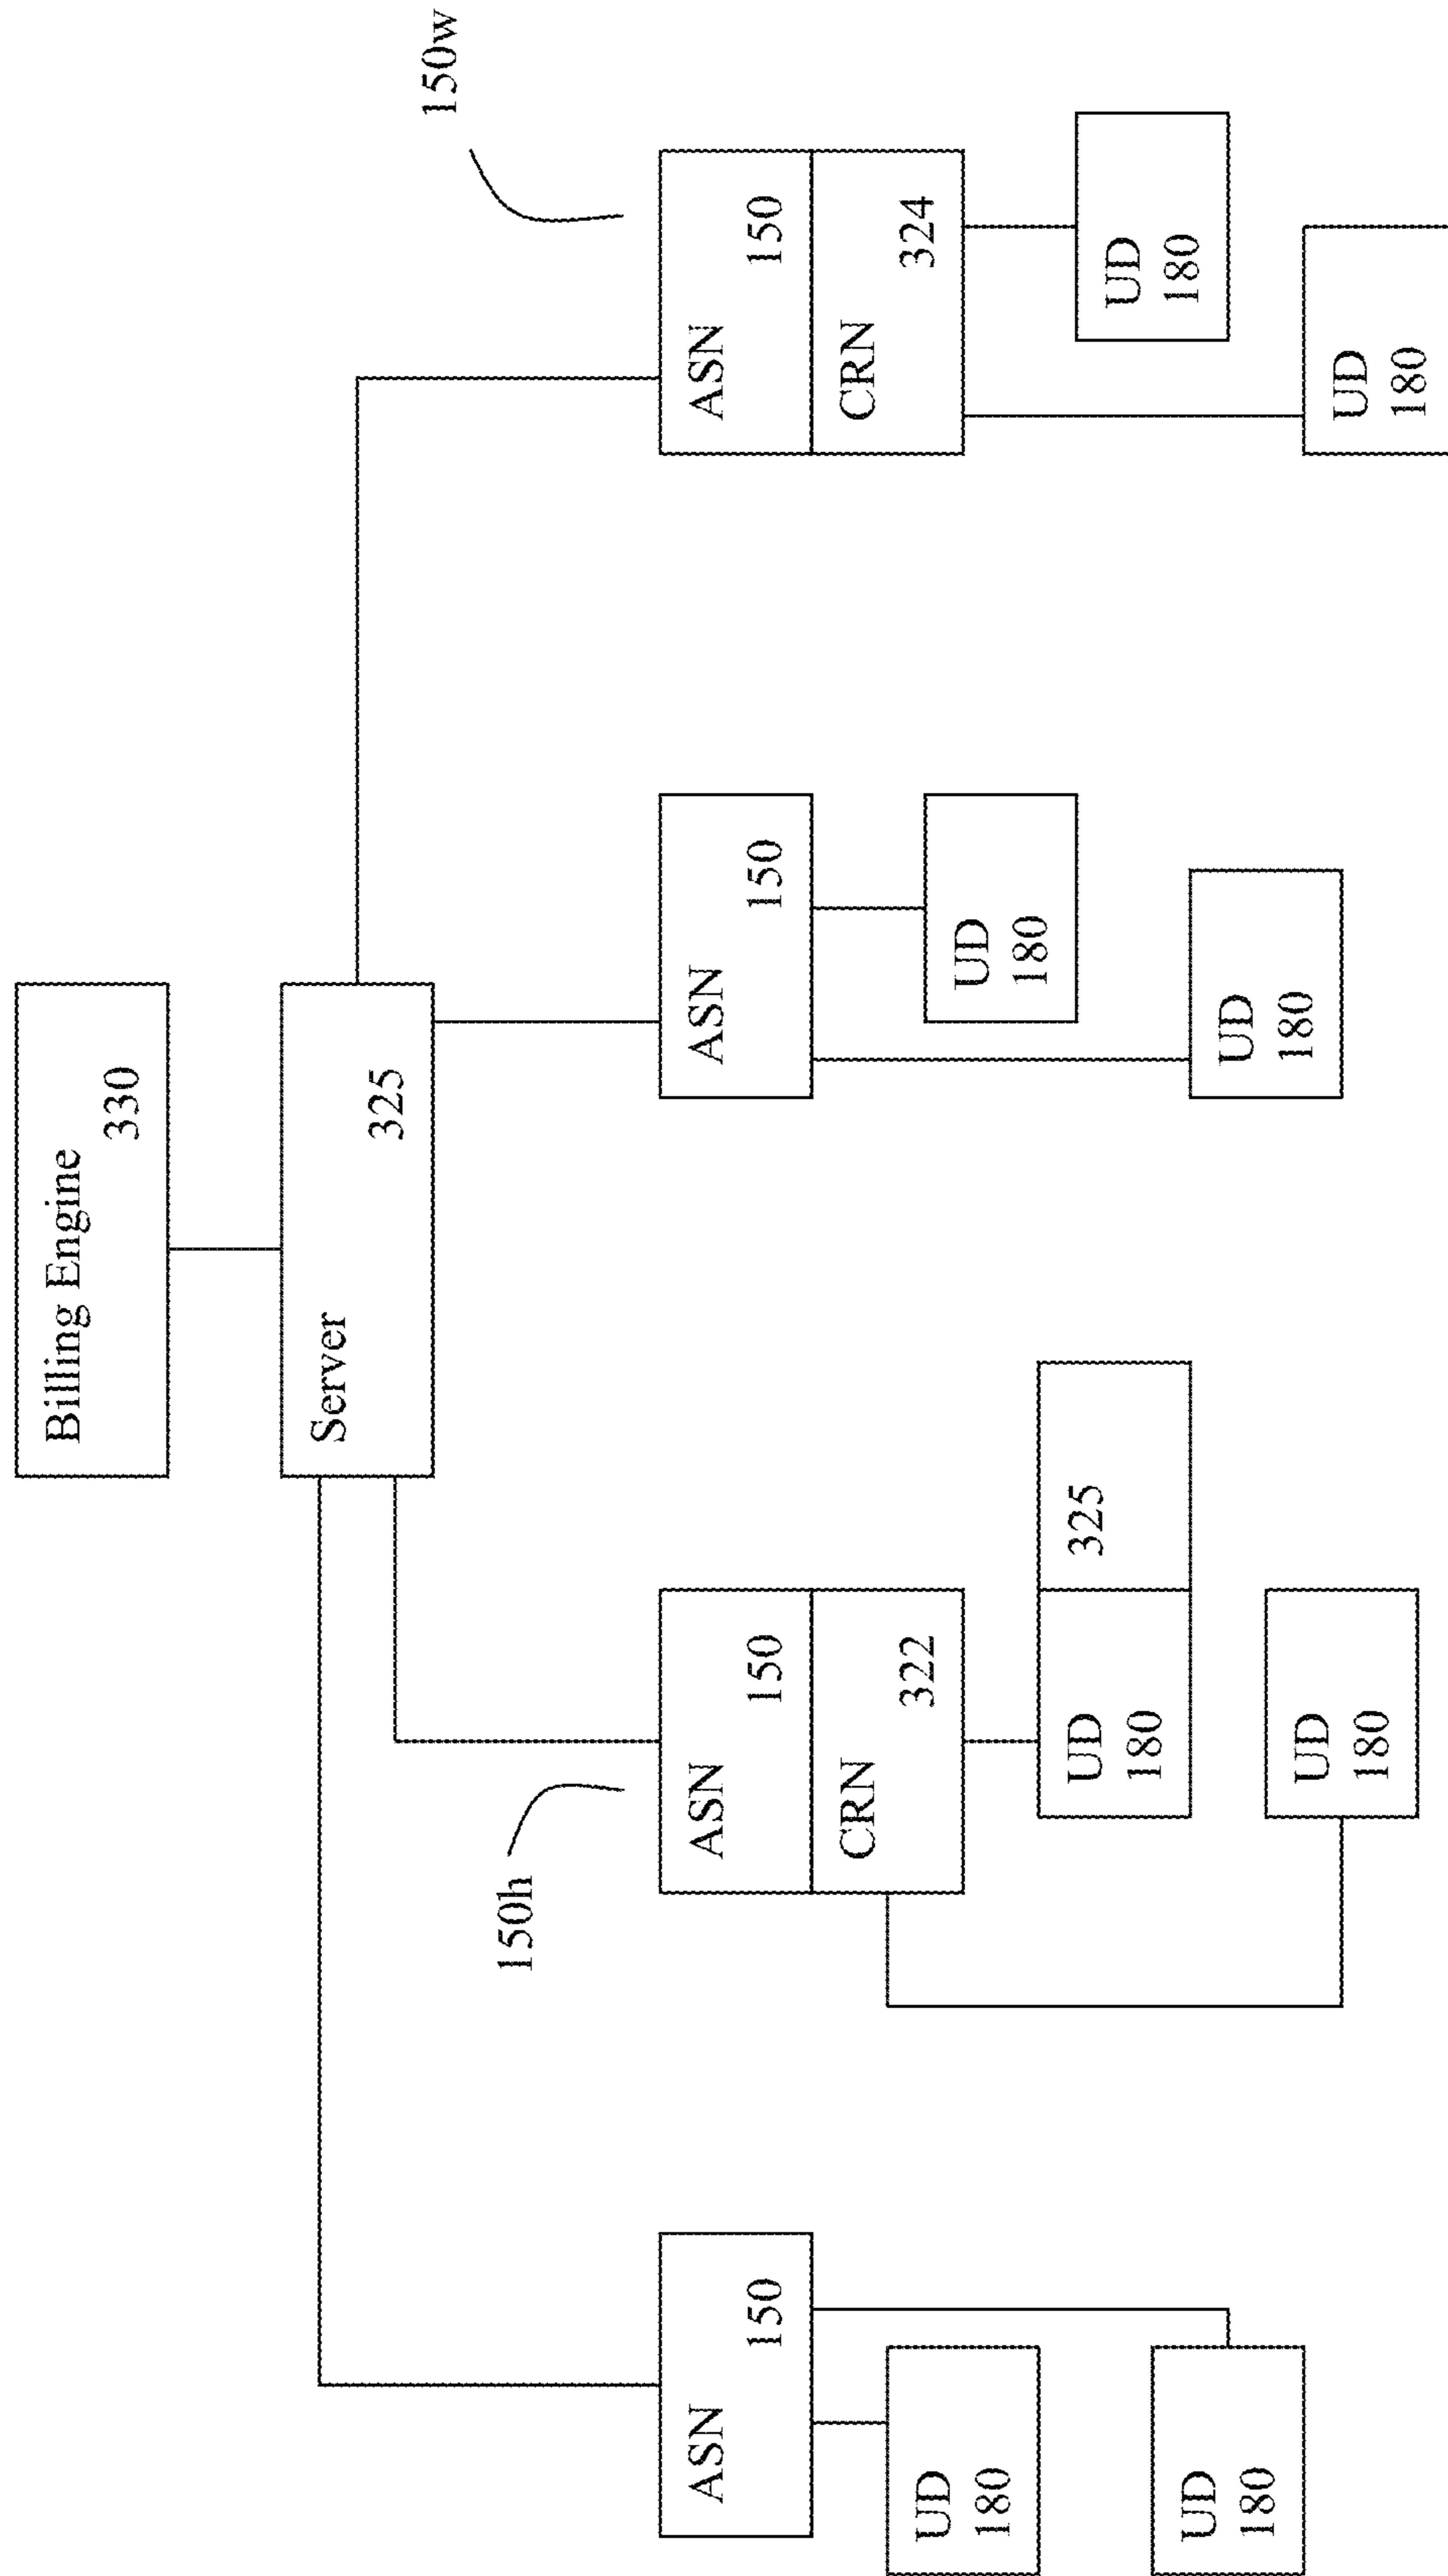 Billing Engine
330
Server
325
150h
150w
ASN
150
ASN
150
CRN
322
ASN
150
ASN
150
CRN
324
UD
180
UD
180
UD
180
325
UD
180
UD
180
UD
180
UD
180
UD
180